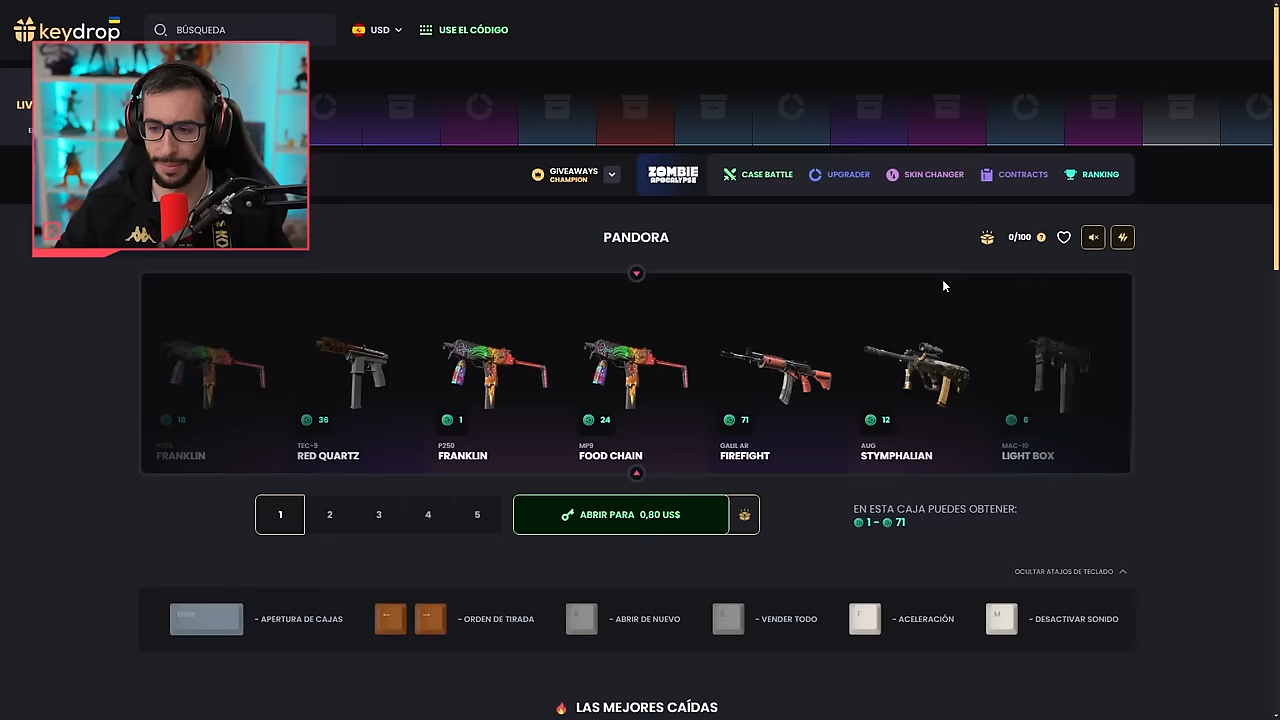 keydrop
BÚSQUEDA
USD
USE EL CÓDIGO
LIV
GIVEAWAYS
CHAMPION
ZOMBIE
APOCALYPSE
CASE BATTLE
UPGRADER
SKIN CHANGER
CONTRACTS
RANKING
PANDORA
0/100
?
18
36
1
24
71
12
6
P250
FRANKLIN
TEC-9
RED QUARTZ
P250
FRANKLIN
MP9
FOOD CHAIN
GALIL AR
FIREFIGHT
AUG
STYMPHALIAN
MAC-10
LIGHT BOX
1
2
3
4
5
ABRIR PARA 0,80 US$
EN ESTA CAJA PUEDES OBTENER:
1 - 71
OCULTAR ATAJOS DE TECLADO
Enter
- APERTURA DE CAJAS
← →
- ORDEN DE TIRADA
- ABRIR DE NUEVO
- VENDER TODO
F
- ACELERACIÓN
M
- DESACTIVAR SONIDO
LAS MEJORES CAÍDAS